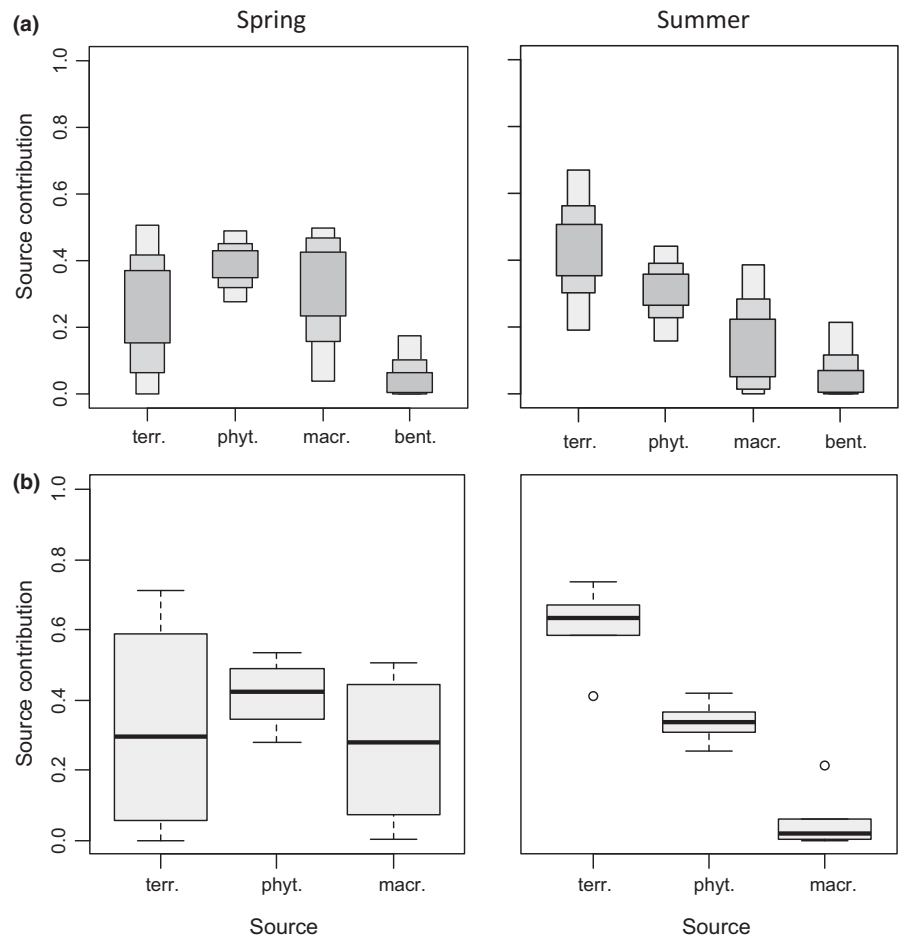 (a)
Spring
Summer
Source contribution
1.0
0.8
0.6
0.4
0.2
0.0
terr. phyt. macr. bent.
terr. phyt. macr. bent.
(b)
Source contribution
1.0
0.8
0.6
0.4
0.2
0.0
terr. phyt. macr.
terr. phyt. macr.
Source
Source